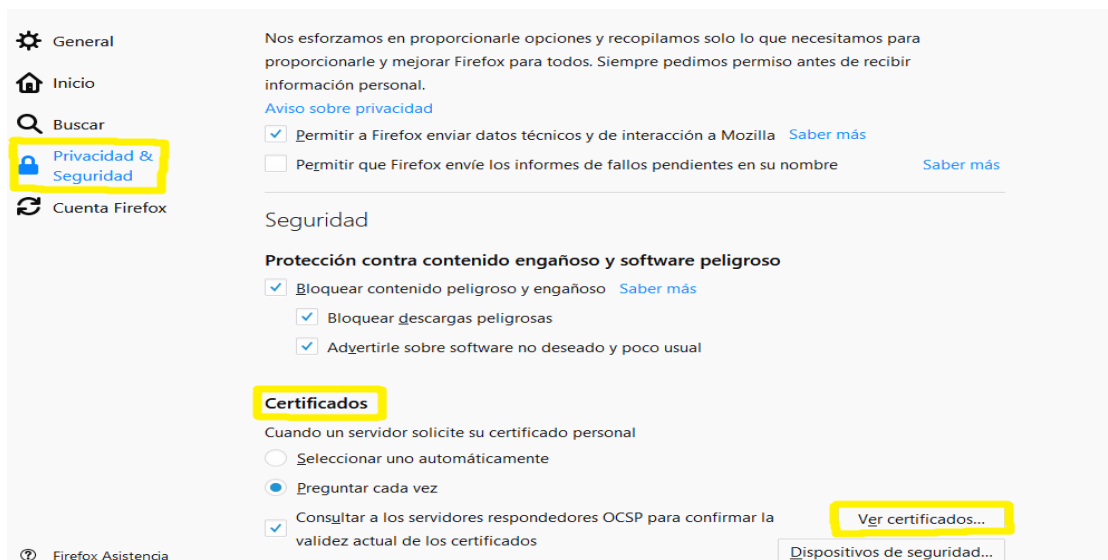 General
Inicio
Buscar
Privacidad &
Seguridad
Cuenta Firefox
Firefox Asistencia
Nos esforzamos en proporcionarle opciones y recopilamos solo lo que necesitamos para
proporcionarle y mejorar Firefox para todos. Siempre pedimos permiso antes de recibir
información personal.
Aviso sobre privacidad
Permitir a Firefox enviar datos técnicos y de interacción a Mozilla Saber más
Permitir que Firefox envíe los informes de fallos pendientes en su nombre Saber más
Seguridad
Protección contra contenido engañoso y software peligroso
Bloquear contenido peligroso y engañoso Saber más
Bloquear descargas peligrosas
Advertirle sobre software no deseado y poco usual
Certificados
Cuando un servidor solicite su certificado personal
Seleccionar uno automáticamente
Preguntar cada vez
Consultar a los servidores respondedores OCSP para confirmar la
validez actual de los certificados
Ver certificados...
Dispositivos de seguridad...